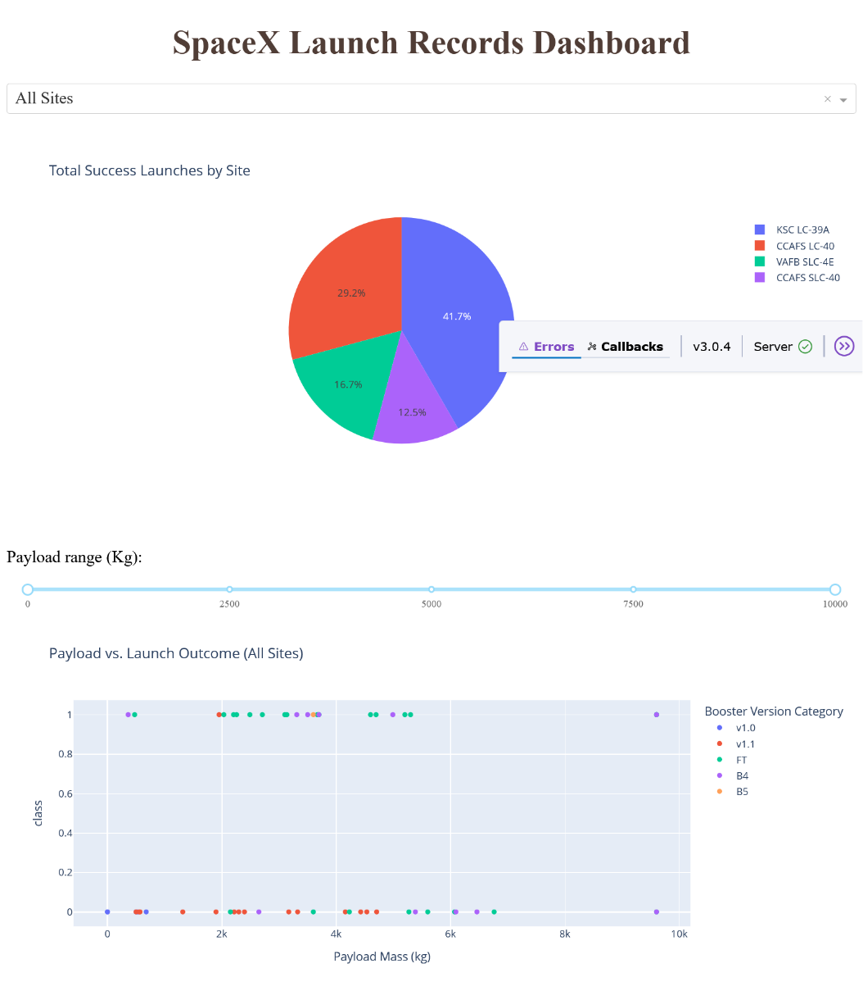 SpaceX Launch Records Dashboard
All Sites
×
Total Success Launches by Site
KSC LC-39A
CCAFS LC-40
VAFB SLC-4E
CCAFS SLC-40
29.2%
41.7%
16.7%
12.5%
Errors Callbacks v3.0.4 Server
Payload range (Kg):
0 2500 5000 7500 10000
Payload vs. Launch Outcome (All Sites)
Booster Version Category
v1.0
v1.1
FT
B4
B5
1
0.8
0.6
0.4
0.2
0
class
0 2k 4k 6k 8k 10k
Payload Mass (kg)